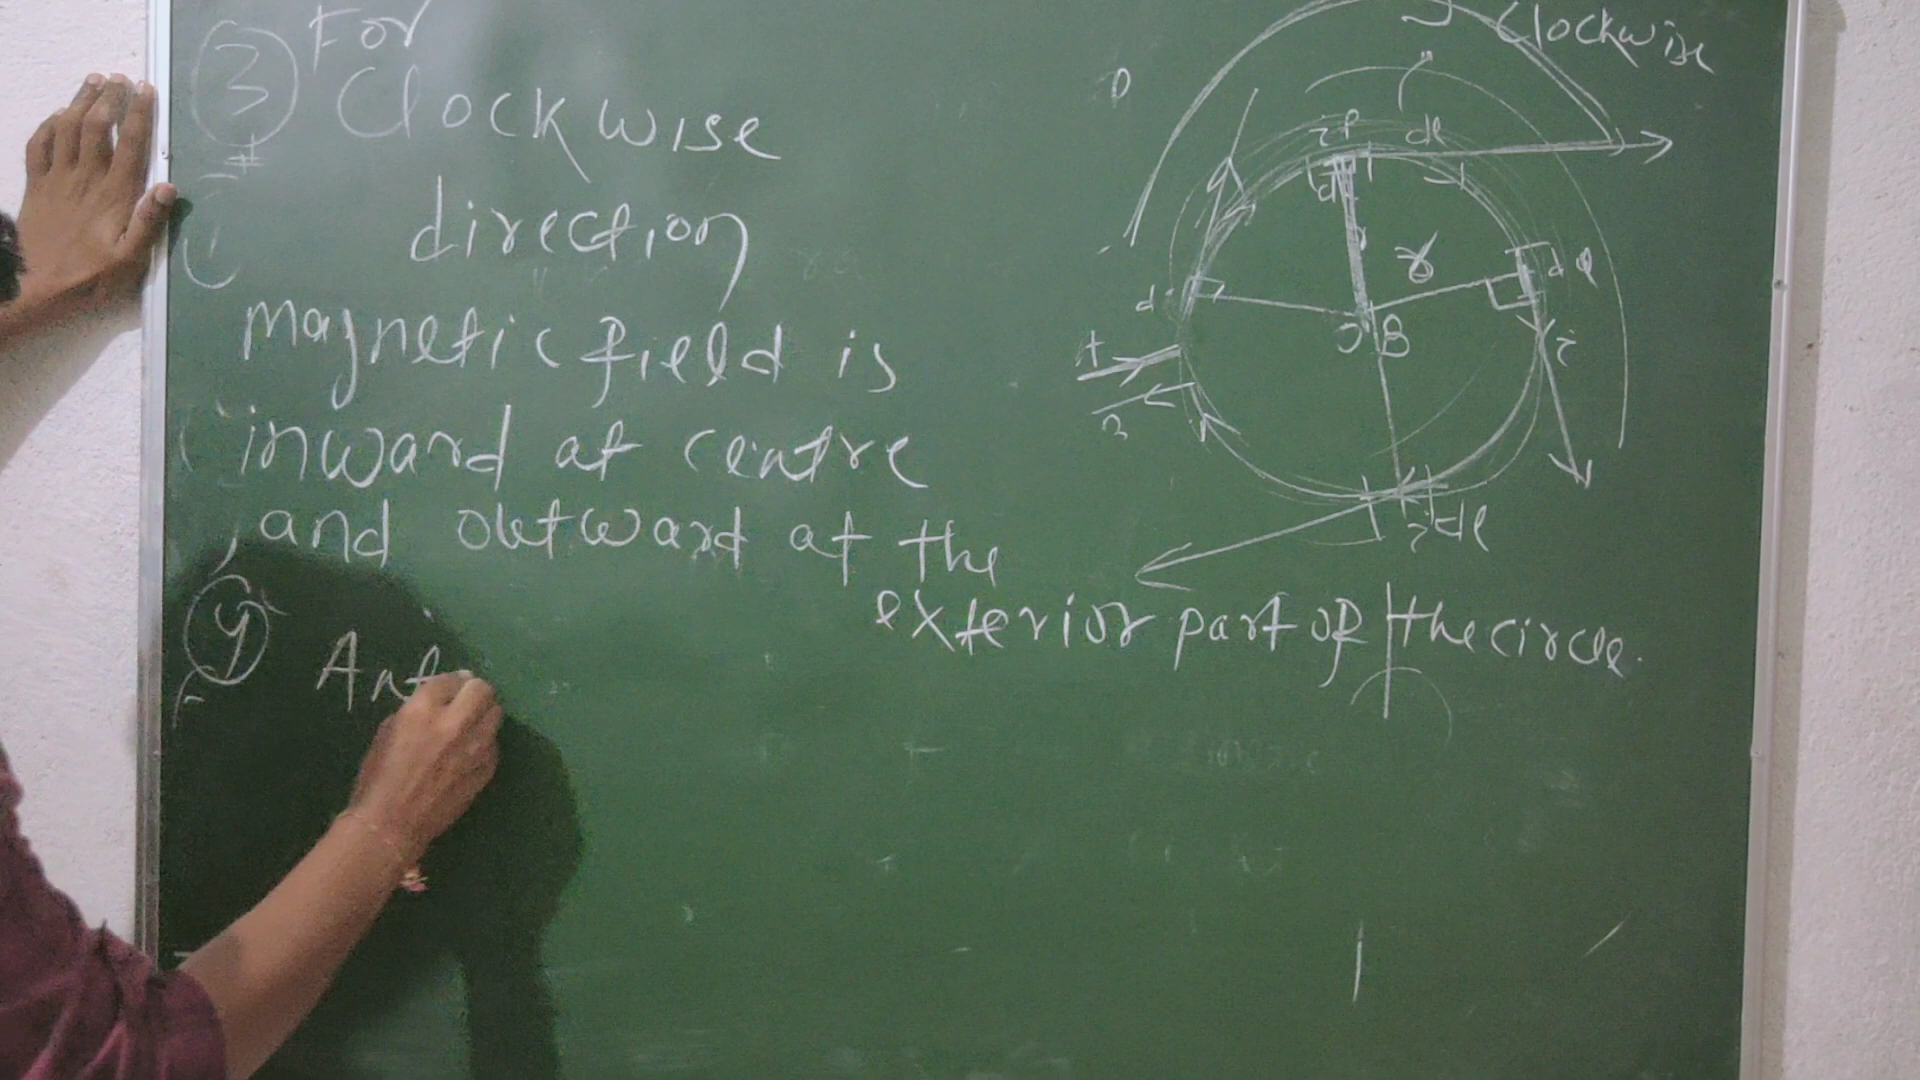 ③ For
Clockwise
direction
magnetic field is
inward at centre
, and outward at the
exterior part of the circle.
④ Ant
Clockwise
P
dl
dl
r
O B
i
A
dl